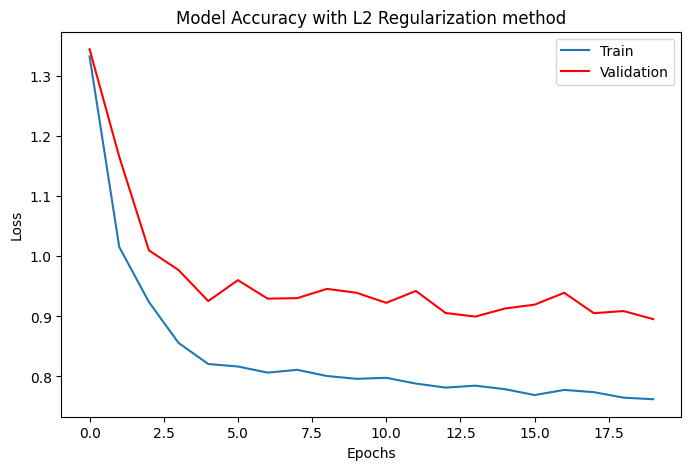 Model Accuracy with L2 Regularization method
Train
Validation
1.3
1.2
1.1
1.0
0.9
0.8
Loss
0.0 2.5 5.0 7.5 10.0 12.5 15.0 17.5
Epochs